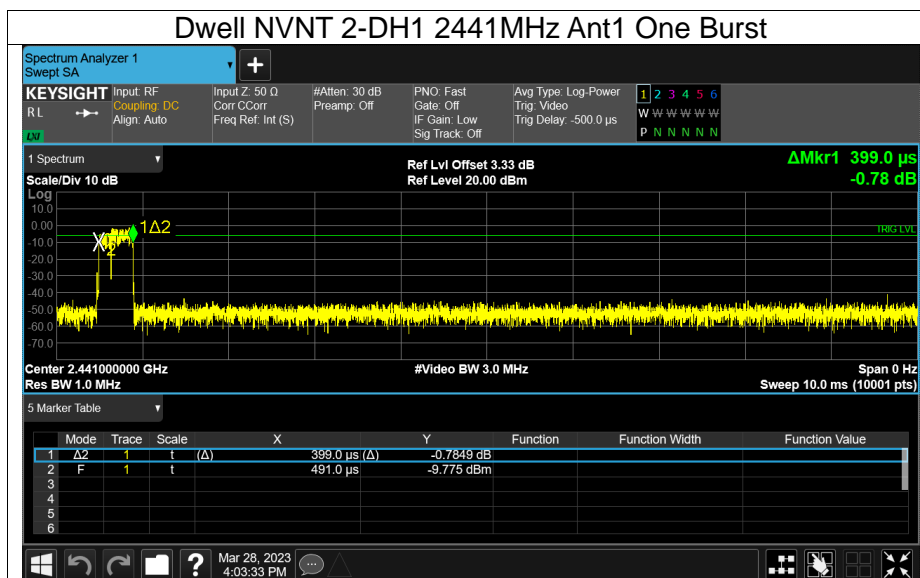 Dwell NVNT 2-DH1 2441MHz Ant1 One Burst
Spectrum Analyzer 1
Swept SA
KEYSIGHT
R L
LXI
Input: RF
Coupling: DC
Align: Auto
Input Z: 50 Ω
Corr CCorr
Freq Ref: Int (S)
#Atten: 30 dB
Preamp: Off
PNO: Fast
Gate: Off
IF Gain: Low
Sig Track: Off
Avg Type: Log-Power
Trig: Video
Trig Delay: -500.0 µs
1 2 3 4 5 6
W W W W W W
P N N N N N
1 Spectrum
Scale/Div 10 dB
Ref Lvl Offset 3.33 dB
Ref Level 20.00 dBm
ΔMkr1 399.0 µs
-0.78 dB
Log
10.0
0.00
-10.0
-20.0
-30.0
-40.0
-50.0
-60.0
-70.0
1Δ2
X2
TRIG LVL
Center 2.441000000 GHz
Res BW 1.0 MHz
#Video BW 3.0 MHz
Span 0 Hz
Sweep 10.0 ms (10001 pts)
5 Marker Table
Mode Trace Scale X Y Function Function Width Function Value
1 Δ2 1 t (Δ) 399.0 µs (Δ) -0.7849 dB
2 F 1 t 491.0 µs -9.775 dBm
3
4
5
6
?
Mar 28, 2023
4:03:33 PM